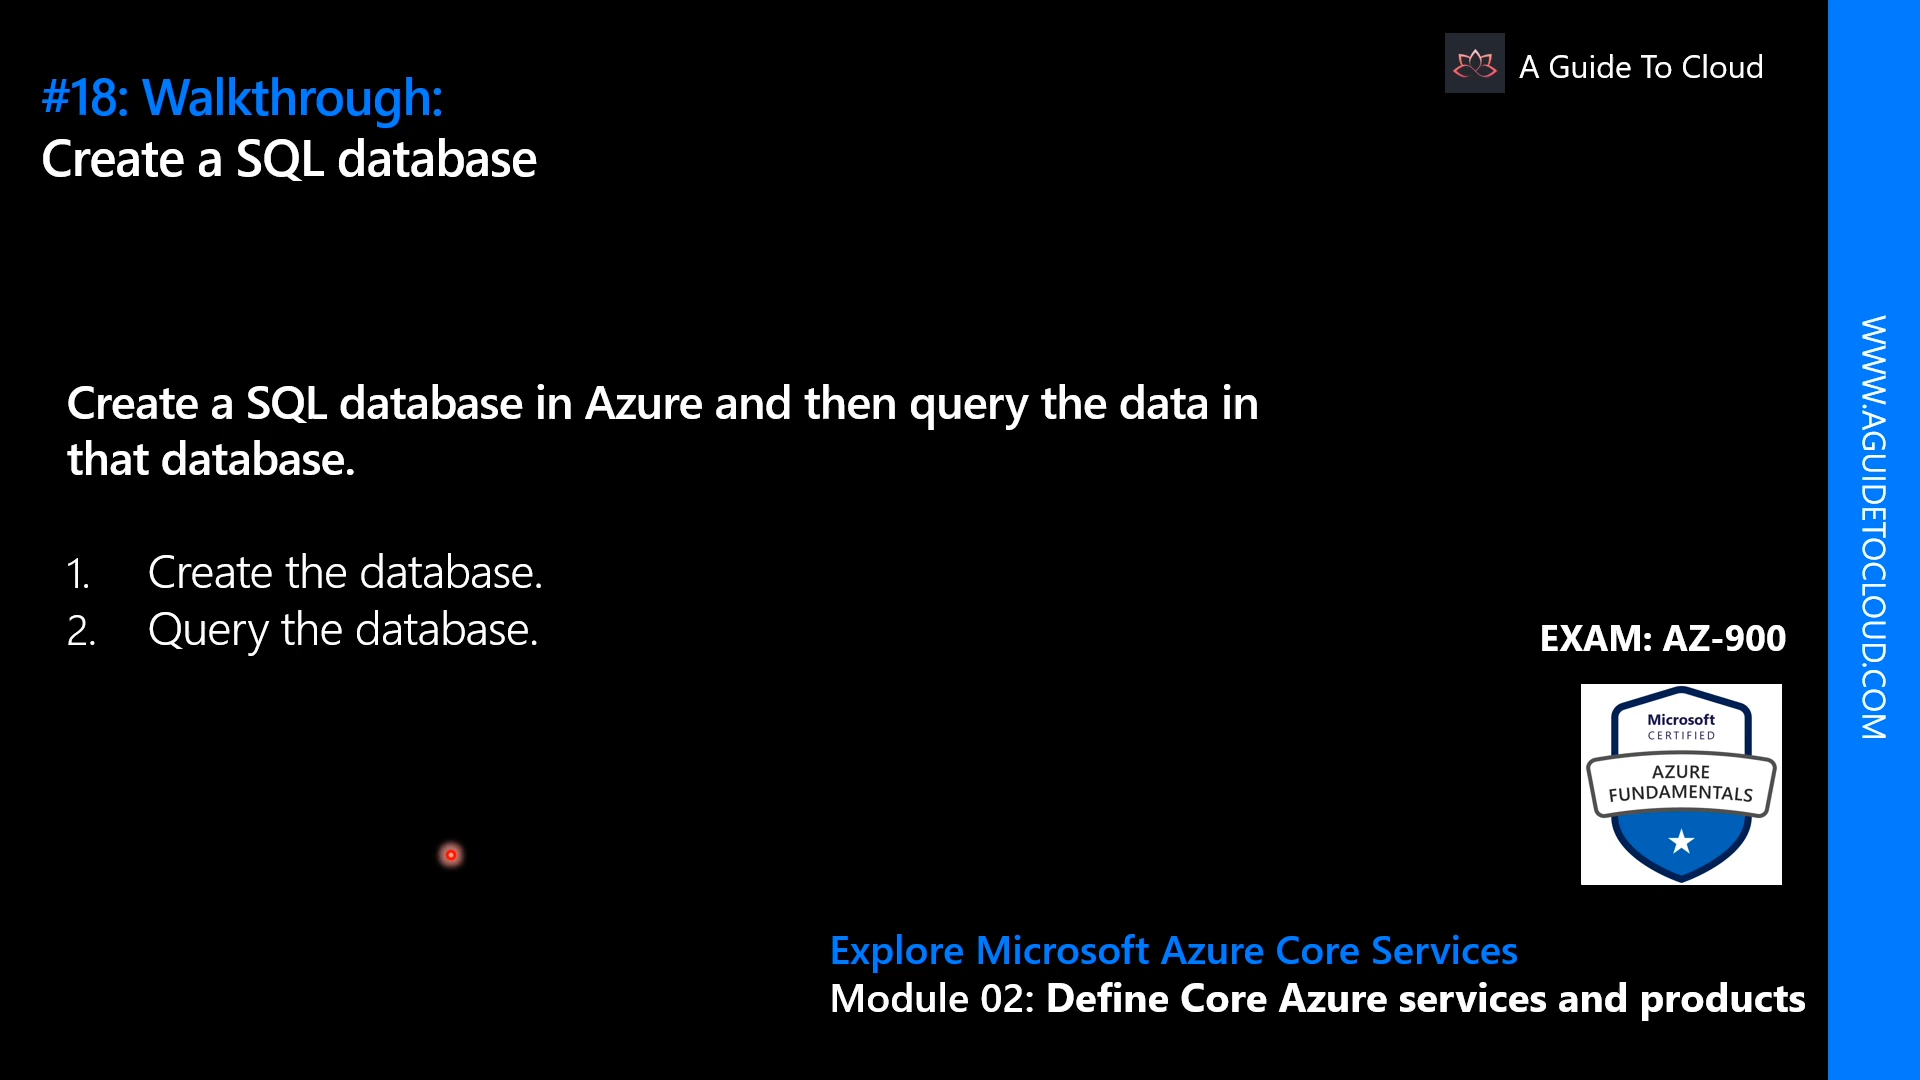 #18: Walkthrough:
Create a SQL database
A Guide To Cloud
Create a SQL database in Azure and then query the data in
that database.
1. Create the database.
2. Query the database.
EXAM: AZ-900
Microsoft
CERTIFIED
AZURE
FUNDAMENTALS
Explore Microsoft Azure Core Services
Module 02: Define Core Azure services and products
WWW.AGUIDETOCLOUD.COM